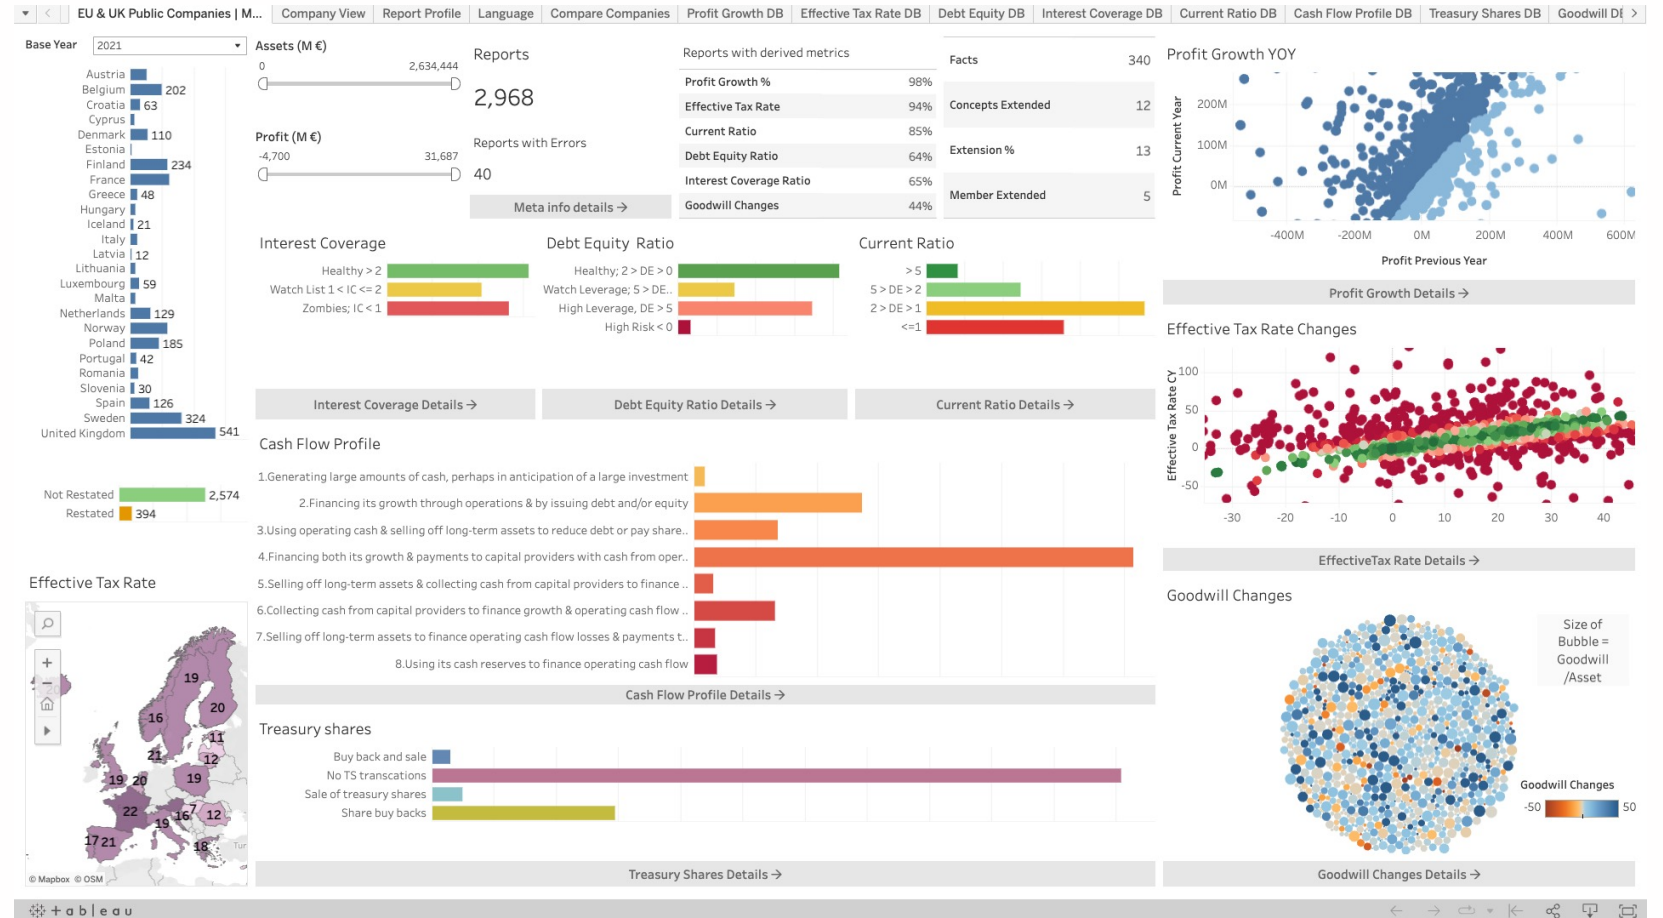 EU & UK Public Companies | M...
Company View
Report Profile
Language
Compare Companies
Profit Growth DB
Effective Tax Rate DB
Debt Equity DB
Interest Coverage DB
Current Ratio DB
Cash Flow Profile DB
Treasury Shares DB
Goodwill DB
Base Year
2021
Austria
Belgium 202
Croatia 63
Cyprus
Denmark 110
Estonia
Finland 234
France
Greece 48
Hungary
Iceland 21
Italy
Latvia 12
Lithuania
Luxembourg 59
Malta
Netherlands 129
Norway
Poland 185
Portugal 42
Romania
Slovenia 30
Spain 126
Sweden 324
United Kingdom 541
Not Restated 2,574
Restated 394
Effective Tax Rate
19
20
16
11
21
12
19
20
19
22
7
16
12
19
17
21
18
© Mapbox © OSM
Assets (M €)
0 2,634,444
Profit (M €)
-4,700 31,687
Reports
2,968
Reports with Errors
40
Meta info details →
Reports with derived metrics
Profit Growth % 98%
Effective Tax Rate 94%
Current Ratio 85%
Debt Equity Ratio 64%
Interest Coverage Ratio 65%
Goodwill Changes 44%
Facts 340
Concepts Extended 12
Extension % 13
Member Extended 5
Interest Coverage
Healthy > 2
Watch List 1 < IC <= 2
Zombies; IC < 1
Interest Coverage Details →
Debt Equity Ratio
Healthy; 2 > DE > 0
Watch Leverage; 5 > DE..
High Leverage, DE > 5
High Risk < 0
Debt Equity Ratio Details →
Current Ratio
> 5
5 > DE > 2
2 > DE > 1
<=1
Current Ratio Details →
Cash Flow Profile
1.Generating large amounts of cash, perhaps in anticipation of a large investment
2.Financing its growth through operations & by issuing debt and/or equity
3.Using operating cash & selling off long-term assets to reduce debt or pay share..
4.Financing both its growth & payments to capital providers with cash from oper..
5.Selling off long-term assets & collecting cash from capital providers to finance ..
6.Collecting cash from capital providers to finance growth & operating cash flow ..
7.Selling off long-term assets to finance operating cash flow losses & payments t..
8.Using its cash reserves to finance operating cash flow
Cash Flow Profile Details →
Treasury shares
Buy back and sale
No TS transcations
Sale of treasury shares
Share buy backs
Treasury Shares Details →
Profit Growth YOY
Profit Current Year
200M
100M
0M
-400M -200M 0M 200M 400M 600M
Profit Previous Year
Profit Growth Details →
Effective Tax Rate Changes
Effective Tax Rate CY
100
50
0
-50
-30 -20 -10 0 10 20 30 40
EffectiveTax Rate Details →
Goodwill Changes
Size of
Bubble =
Goodwill
/Asset
Goodwill Changes
-50 50
Goodwill Changes Details →
+ableau